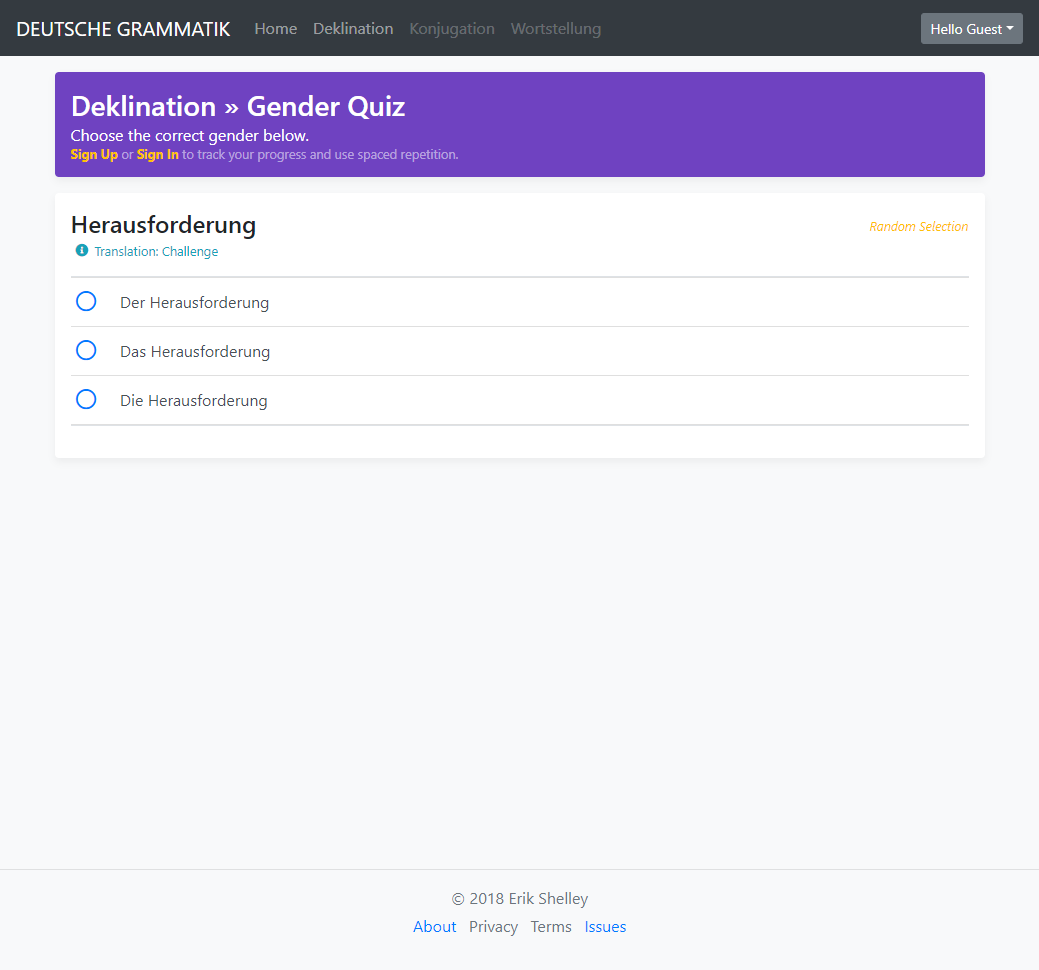 DEUTSCHE GRAMMATIK Home Deklination Konjugation Wortstellung Hello Guest
Deklination » Gender Quiz
Choose the correct gender below.
Sign Up or Sign In to track your progress and use spaced repetition.
Herausforderung Random Selection
Translation: Challenge
Der Herausforderung
Das Herausforderung
Die Herausforderung
© 2018 Erik Shelley
About Privacy Terms Issues